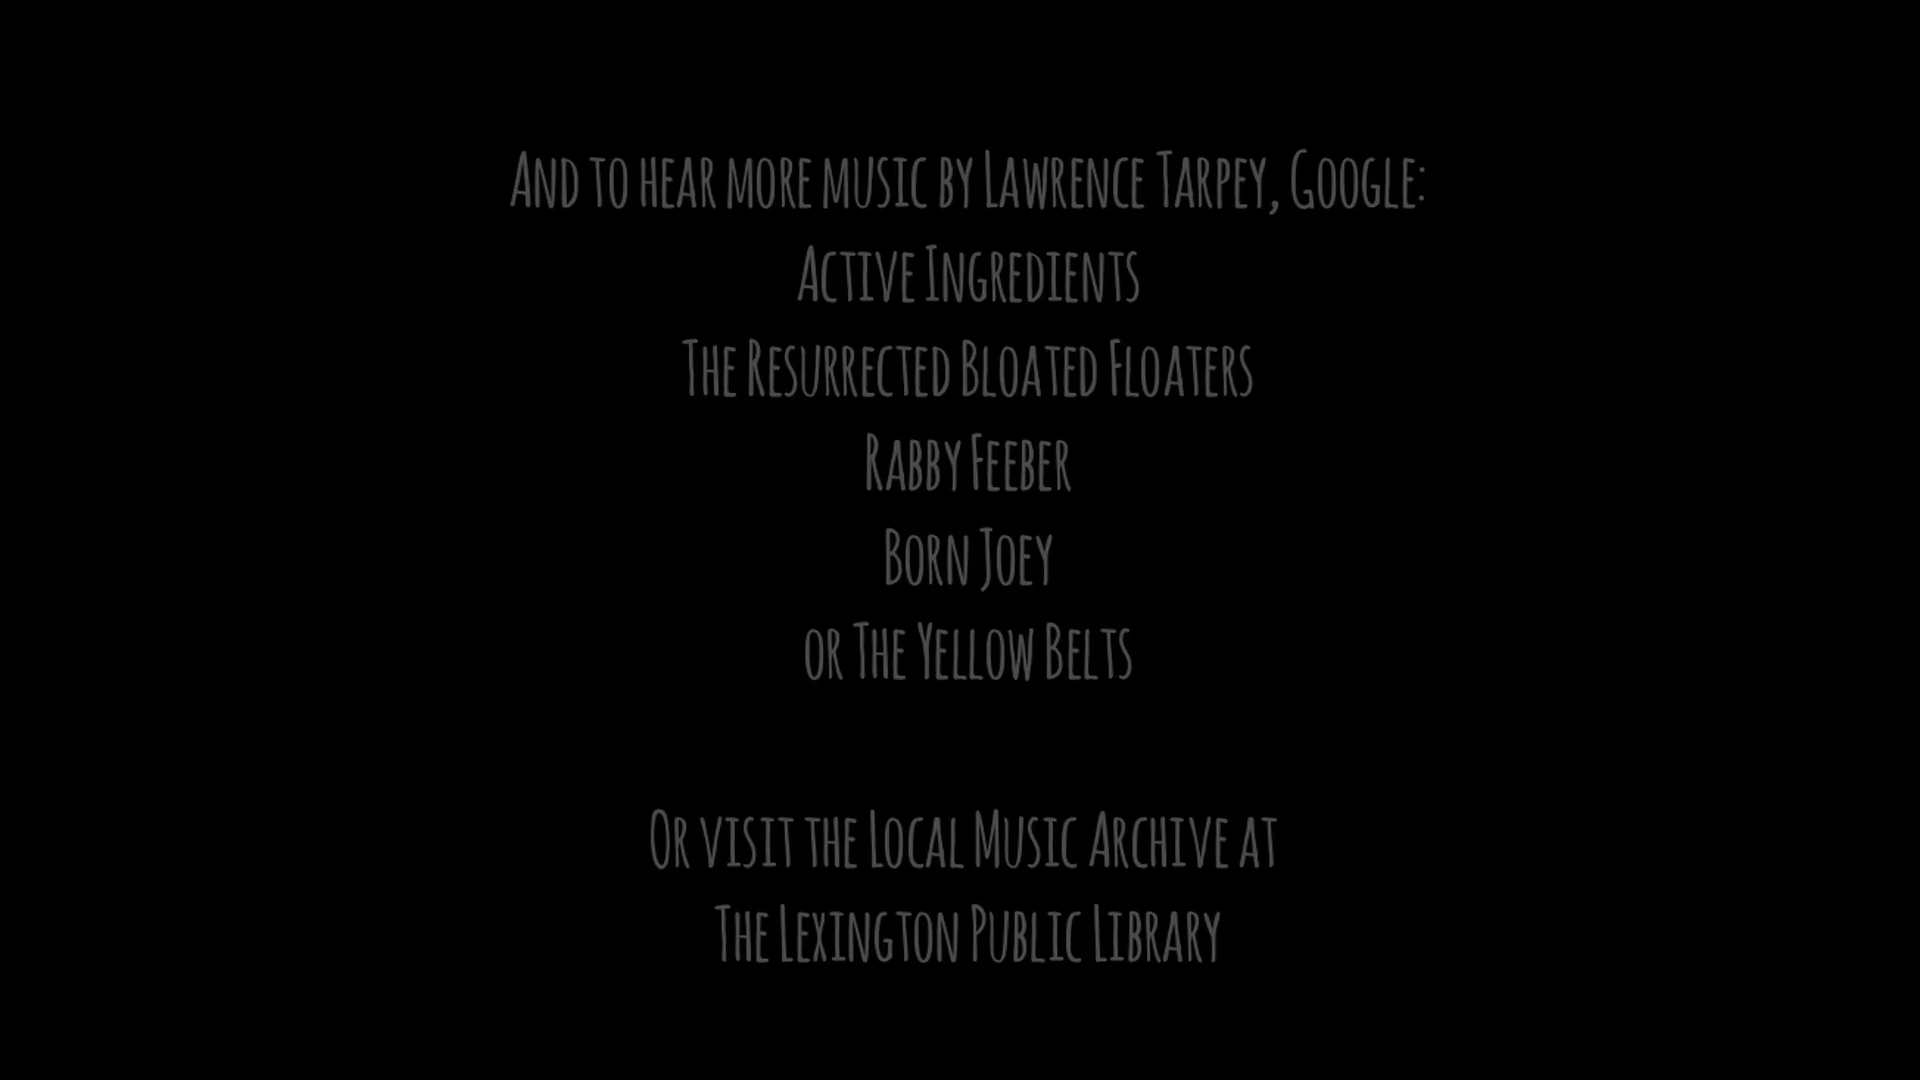 And to hear more music by Lawrence Tarpey, Google:
Active Ingredients
The Resurrected Bloated Floaters
Rabby Feeber
Born Joey
or The Yellow Belts
Or visit the Local Music Archive at
The Lexington Public Library